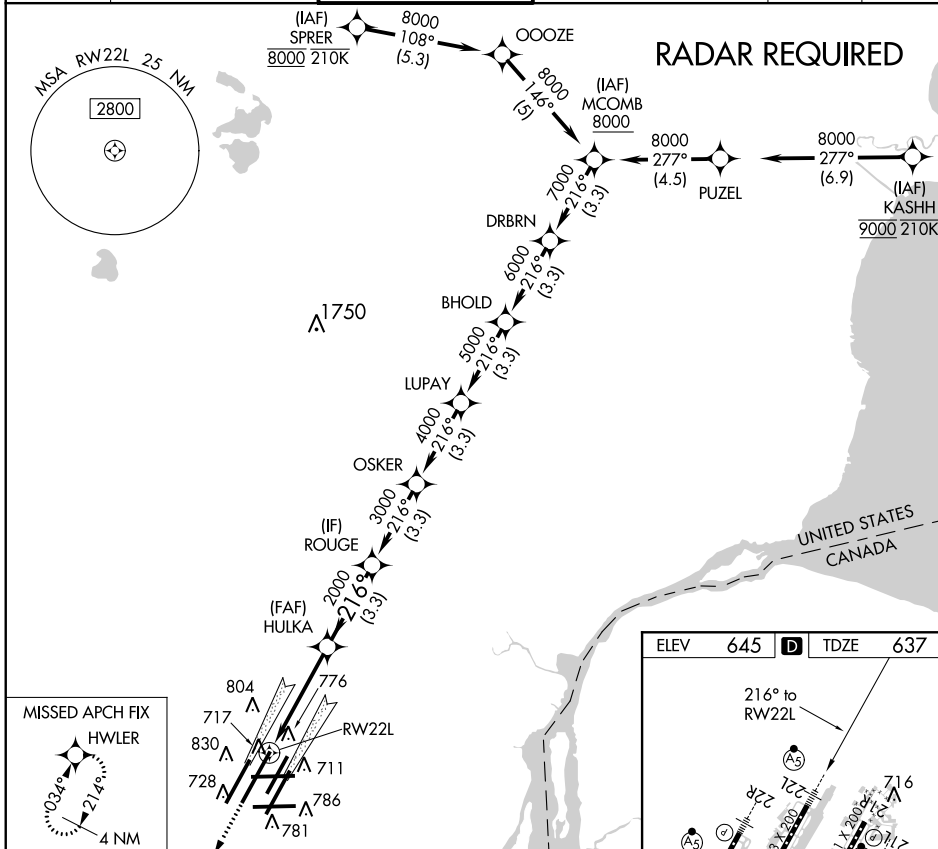 (IAF)
SPRER
8000 210K
8000
108°
(5.3)
OOOZE
RADAR REQUIRED
MSA RW22L 25 NM
2800
8000
146°
(5)
(IAF)
MCOMB
8000
8000
277°
(4.5)
PUZEL
8000
277°
(6.9)
(IAF)
KASHH
9000 210K
7000
216°
(3.3)
DRBRN
6000
216°
(3.3)
BHOLD
1750
5000
216°
(3.3)
LUPAY
4000
216°
(3.3)
OSKER
3000
216°
(3.3)
(IF)
ROUGE
2000
216°
(3.3)
(FAF)
HULKA
UNITED STATES
CANADA
804
776
717
830
RW22L
728
711
786
781
MISSED APCH FIX
HWLER
034°
214°
4 NM
ELEV 645 D TDZE 637
216° to
RW22L
A5
22L
22R
716
A5
P
P
X 200
X 200